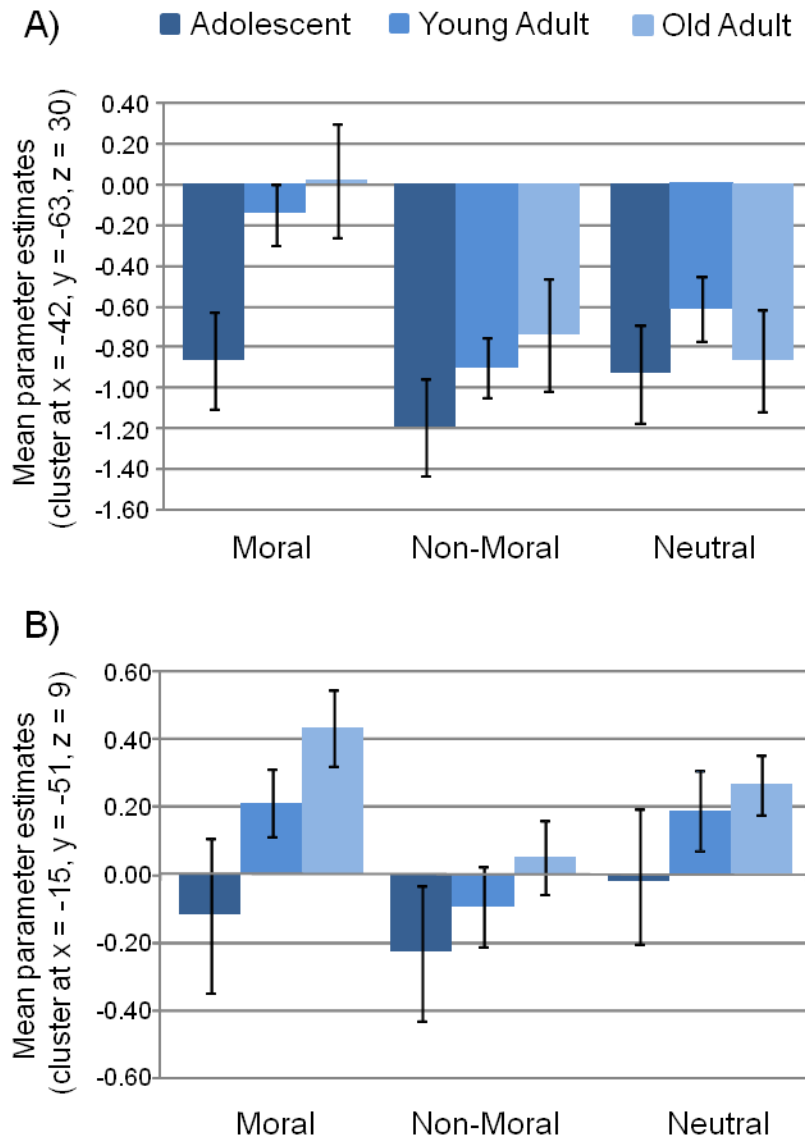 A)
Adolescent Young Adult Old Adult
Mean parameter estimates
(cluster at x = -42, y = -63, z = 30)
0.40
0.20
0.00
-0.20
-0.40
-0.60
-0.80
-1.00
-1.20
-1.40
-1.60
Moral Non-Moral Neutral
B)
Mean parameter estimates
(cluster at x = -15, y = -51, z = 9)
0.60
0.40
0.20
0.00
-0.20
-0.40
-0.60
Moral Non-Moral Neutral